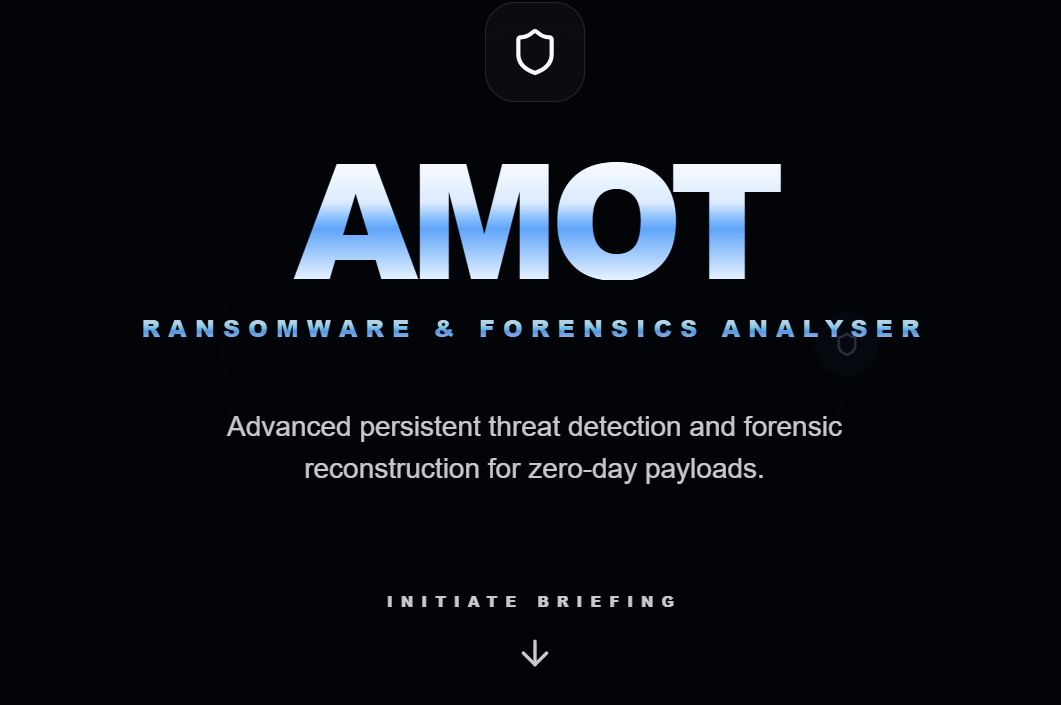 AMOT
RANSOMWARE & FORENSICS ANALYSER
Advanced persistent threat detection and forensic
reconstruction for zero-day payloads.
INITIATE BRIEFING